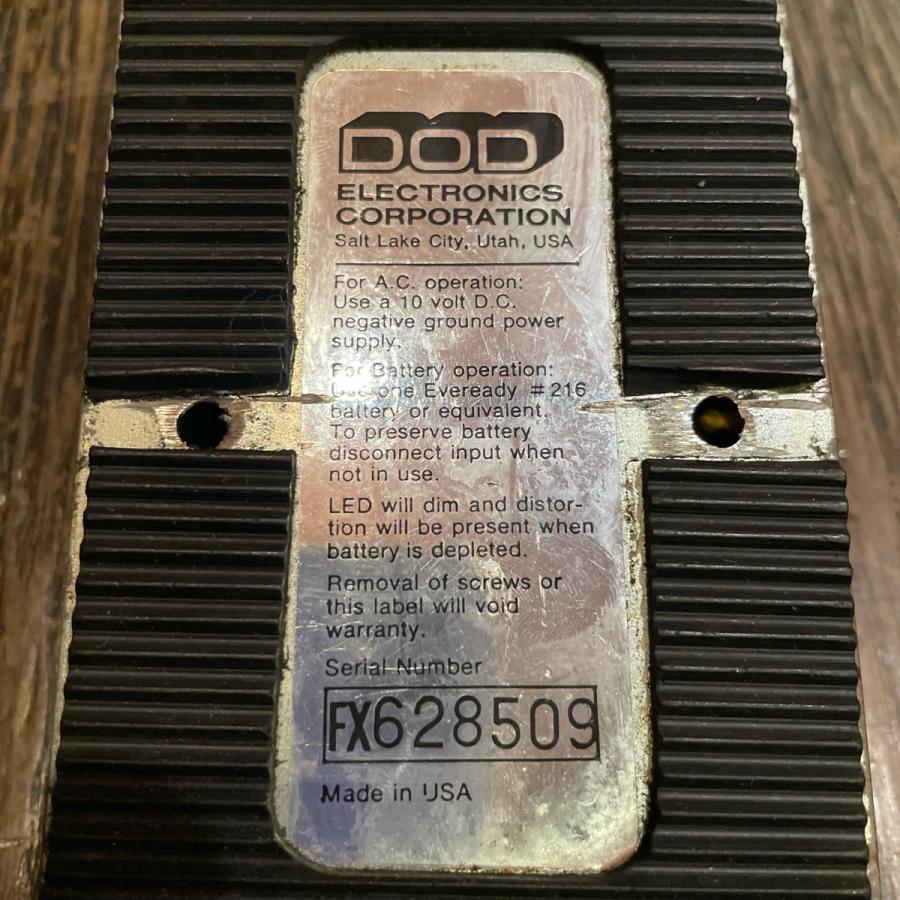 DOD
ELECTRONICS
CORPORATION
Salt Lake City, Utah, USA
For A.C. operation:
Use a 10 volt D.C.
negative ground power
supply.
For Battery operation:
Use one Eveready #216
battery or equivalent.
To preserve battery
disconnect input when
not in use.
LED will dim and distor-
tion will be present when
battery is depleted.
Removal of screws or
this label will void
warranty.
Serial Number
FX628509
Made in USA